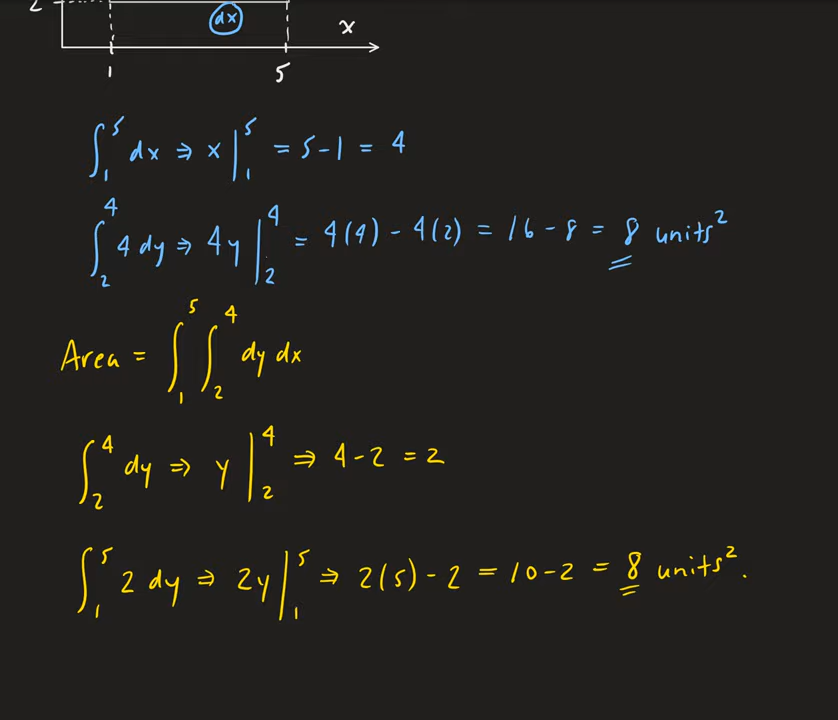 2
dx
x
1 5
∫₁⁵ dx ⇒ x|₁⁵ = 5-1 = 4
∫₂⁴ 4 dy ⇒ 4y|₂⁴ = 4(4) - 4(2) = 16 - 8 = 8 units²
Area = ∫₁⁵ ∫₂⁴ dy dx
∫₂⁴ dy ⇒ y|₂⁴ ⇒ 4-2 = 2
∫₁⁵ 2 dy ⇒ 2y|₁⁵ ⇒ 2(5) - 2 = 10-2 = 8 units².